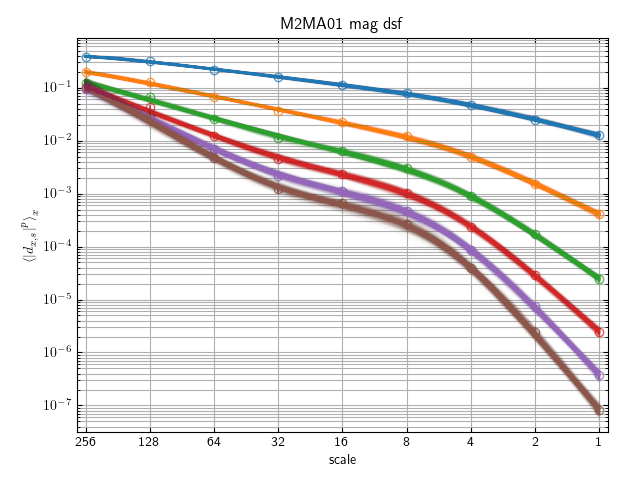 M2MA01 mag dsf
⟨|d_{x,s}|^p⟩_x
10^{-1}
10^{-2}
10^{-3}
10^{-4}
10^{-5}
10^{-6}
10^{-7}
256 128 64 32 16 8 4 2 1
scale